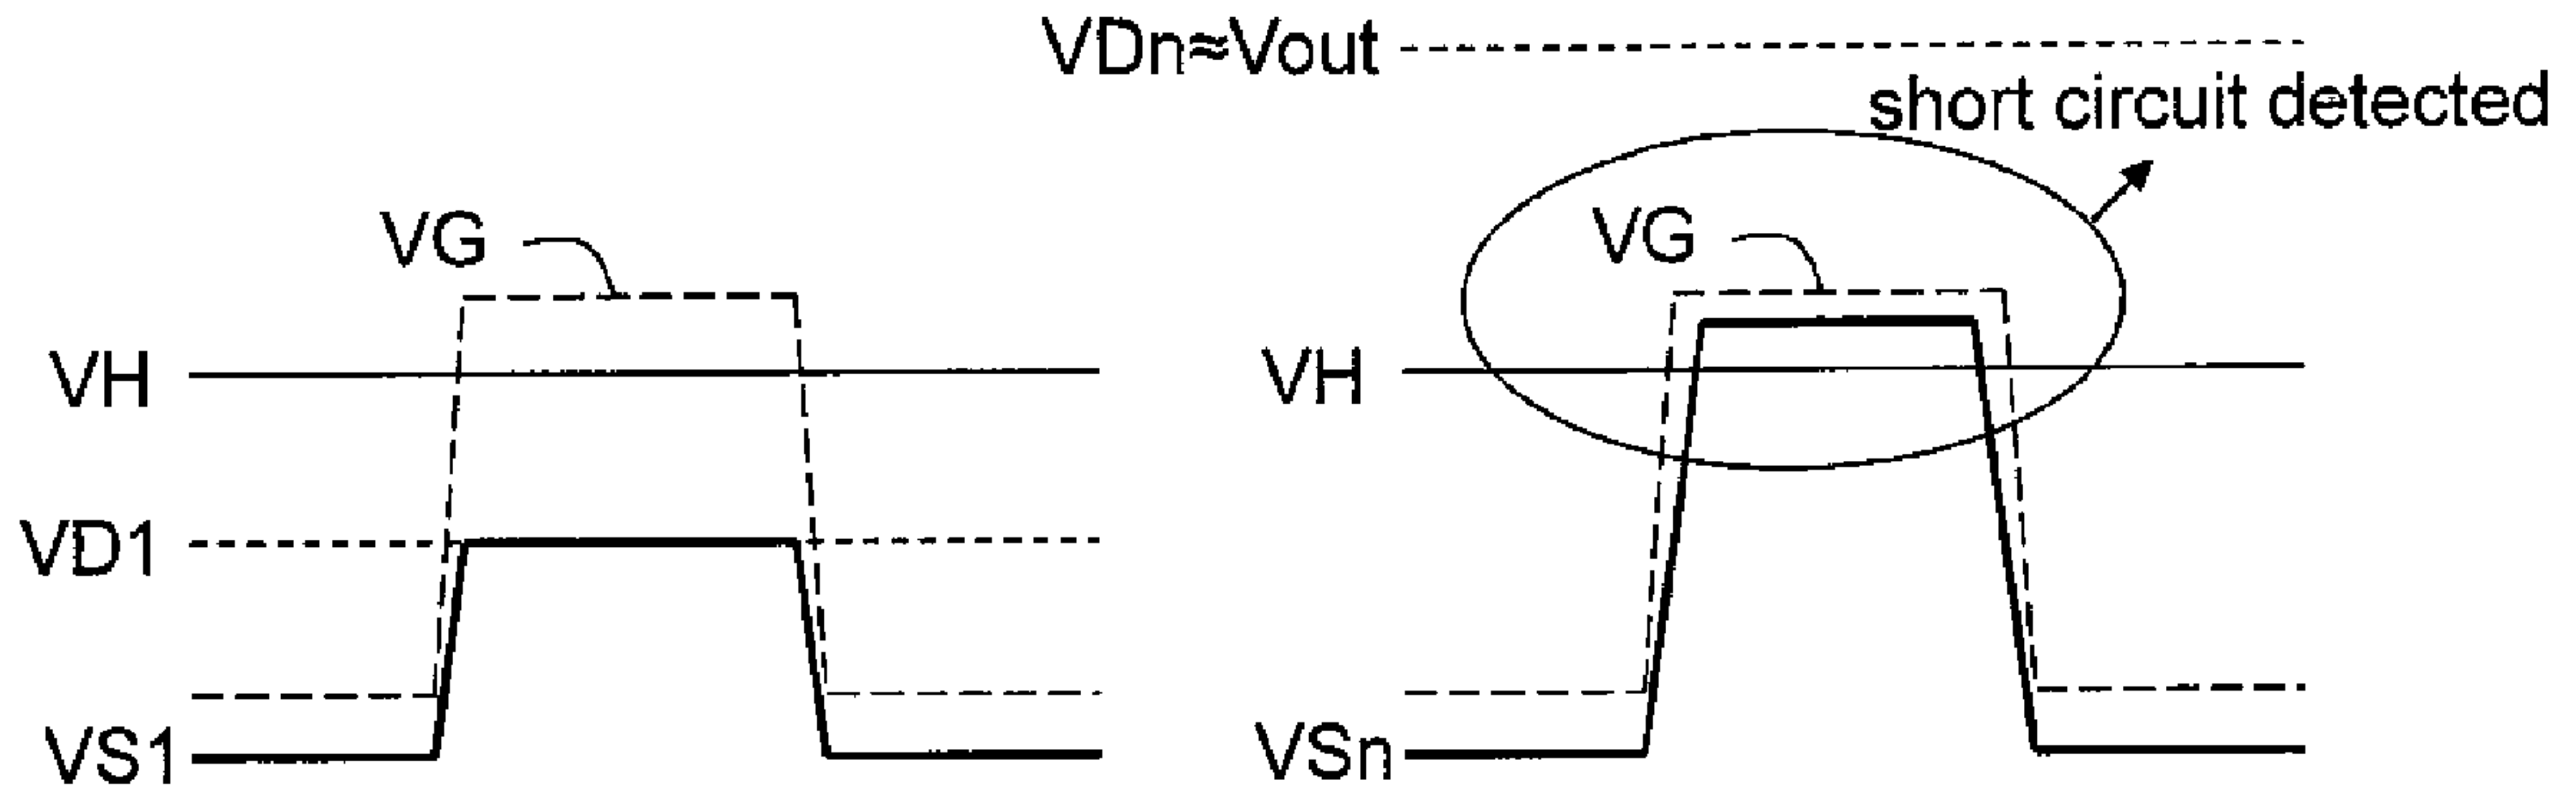 VDn≈Vout
short circuit detected
VG
VG
VH
VH
VD1
VS1
VSn